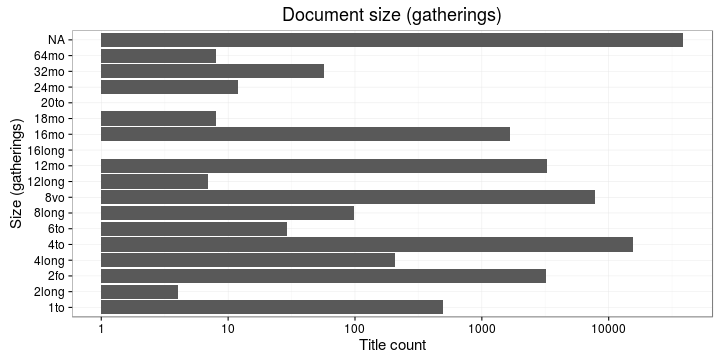 Document size (gatherings)
Size (gatherings)
NA
64mo
32mo
24mo
20to
18mo
16mo
16long
12mo
12long
8vo
8long
6to
4to
4long
2fo
2long
1to
1 10 100 1000 10000
Title count